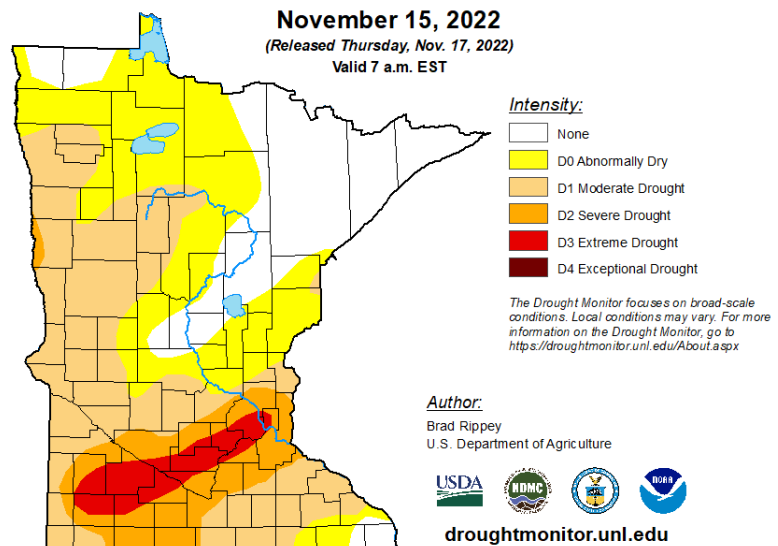 November 15, 2022
(Released Thursday, Nov. 17, 2022)
Valid 7 a.m. EST
Intensity:
None
D0 Abnormally Dry
D1 Moderate Drought
D2 Severe Drought
D3 Extreme Drought
D4 Exceptional Drought
The Drought Monitor focuses on broad-scale
conditions. Local conditions may vary. For more
information on the Drought Monitor, go to
https://droughtmonitor.unl.edu/About.aspx
Author:
Brad Rippey
U.S. Department of Agriculture
USDA
NDMC
NOAA
droughtmonitor.unl.edu